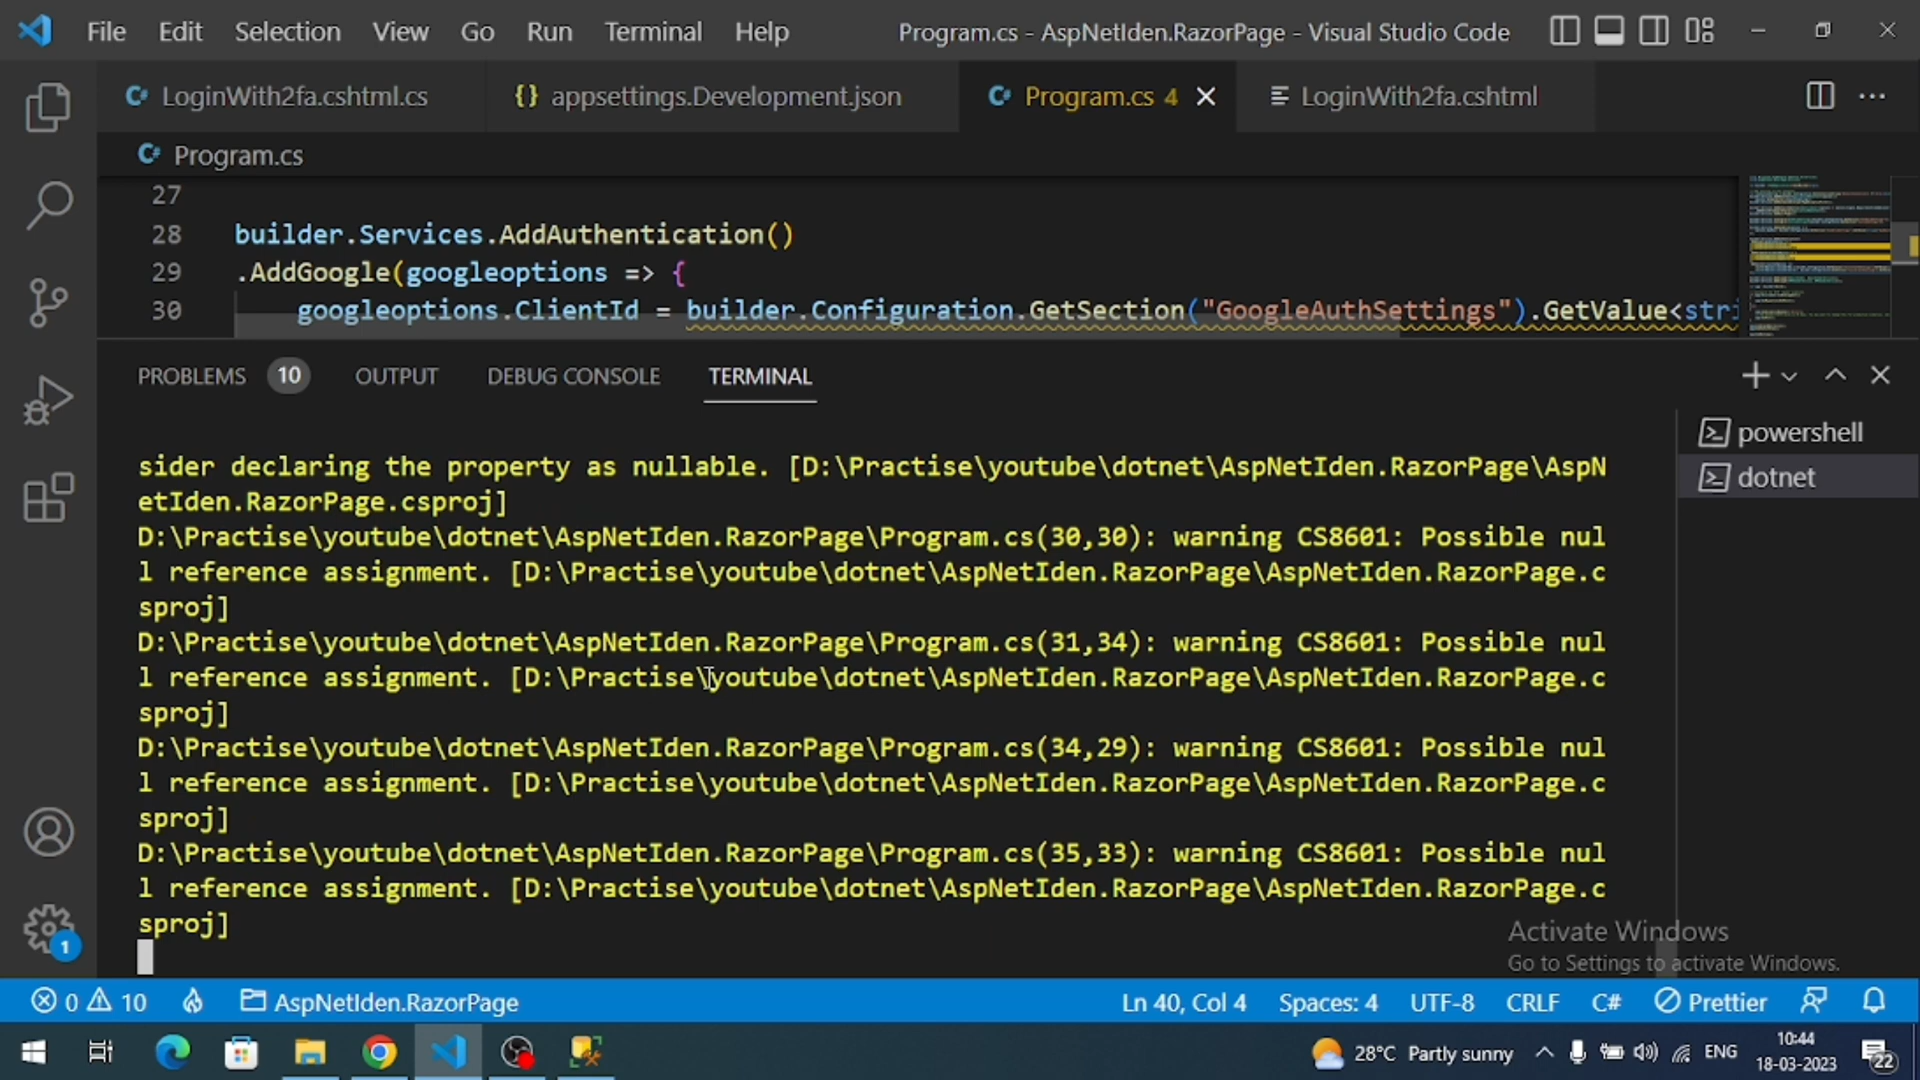 File Edit Selection View Go Run Terminal Help Program.cs - AspNetIden.RazorPage - Visual Studio Code
LoginWith2fa.cshtml.cs {} appsettings.Development.json Program.cs 4 LoginWith2fa.cshtml
Program.cs
27
28 builder.Services.AddAuthentication()
29 .AddGoogle(googleoptions => {
30 googleoptions.ClientId = builder.Configuration.GetSection("GoogleAuthSettings").GetValue<stri
PROBLEMS 10 OUTPUT DEBUG CONSOLE TERMINAL
powershell
dotnet
sider declaring the property as nullable. [D:\Practise\youtube\dotnet\AspNetIden.RazorPage\AspN
etIden.RazorPage.csproj]
D:\Practise\youtube\dotnet\AspNetIden.RazorPage\Program.cs(30,30): warning CS8601: Possible nul
l reference assignment. [D:\Practise\youtube\dotnet\AspNetIden.RazorPage\AspNetIden.RazorPage.c
sproj]
D:\Practise\youtube\dotnet\AspNetIden.RazorPage\Program.cs(31,34): warning CS8601: Possible nul
l reference assignment. [D:\Practise\youtube\dotnet\AspNetIden.RazorPage\AspNetIden.RazorPage.c
sproj]
D:\Practise\youtube\dotnet\AspNetIden.RazorPage\Program.cs(34,29): warning CS8601: Possible nul
l reference assignment. [D:\Practise\youtube\dotnet\AspNetIden.RazorPage\AspNetIden.RazorPage.c
sproj]
D:\Practise\youtube\dotnet\AspNetIden.RazorPage\Program.cs(35,33): warning CS8601: Possible nul
l reference assignment. [D:\Practise\youtube\dotnet\AspNetIden.RazorPage\AspNetIden.RazorPage.c
sproj]
Activate Windows
Go to Settings to activate Windows.
1
0 10 AspNetIden.RazorPage Ln 40, Col 4 Spaces: 4 UTF-8 CRLF C# Prettier
28°C Partly sunny ENG 10:44
18-03-2023 22